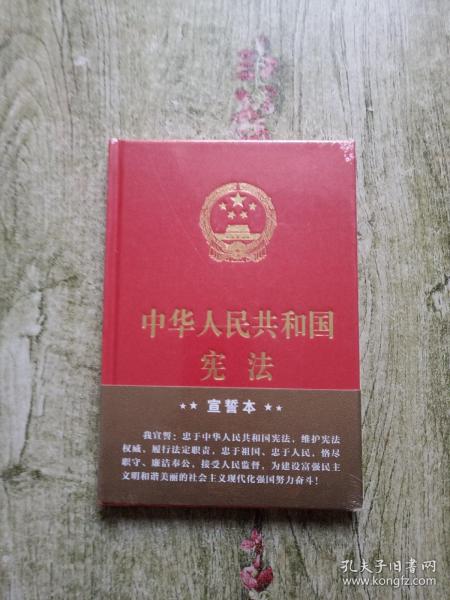 中华人民共和国
宪法
★★ 宣誓本 ★★
我宣誓：忠于中华人民共和国宪法，维护宪法
权威，履行法定职责，忠于祖国、忠于人民，恪尽
职守、廉洁奉公，接受人民监督，为建设富强民主
文明和谐美丽的社会主义现代化强国努力奋斗！
孔夫子旧书网
www.kongfz.com